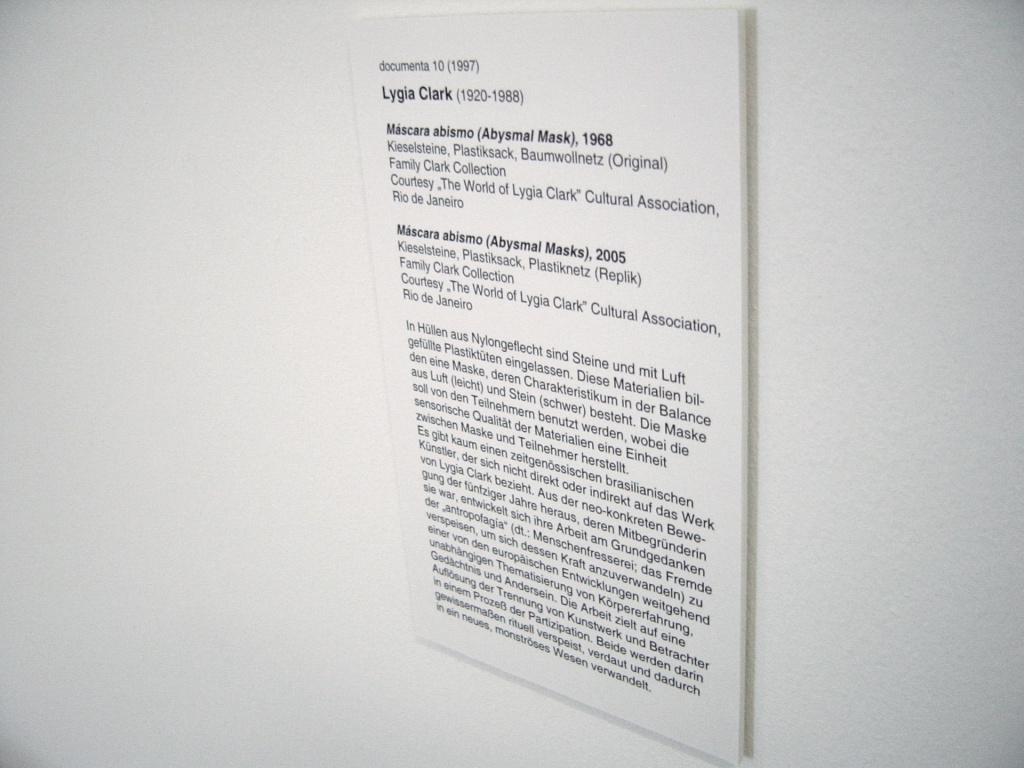 documenta 10 (1997)
Lygia Clark (1920-1988)
Máscara abismo (Abysmal Mask), 1968
Kieselsteine, Plastiksack, Baumwollnetz (Original)
Family Clark Collection
Courtesy „The World of Lygia Clark" Cultural Association,
Rio de Janeiro
Máscara abismo (Abysmal Masks), 2005
Kieselsteine, Plastiksack, Plastiknetz (Replik)
Family Clark Collection
Courtesy „The World of Lygia Clark" Cultural Association,
Rio de Janeiro
In Hüllen aus Nylongeflecht sind Steine und mit Luft
gefüllte Plastiktüten eingelassen. Diese Materialien bil-
den eine Maske, deren Charakteristikum in der Balance
aus Luft (leicht) und Stein (schwer) besteht. Die Maske
soll von den Teilnehmern benutzt werden, wobei die
sensorische Qualität der Materialien eine Einheit
zwischen Maske und Teilnehmer herstellt.
Es gibt kaum einen zeitgenössischen brasilianischen
Künstler, der sich nicht direkt oder indirekt auf das Werk
von Lygia Clark bezieht. Aus der neo-konkreten Bewe-
gung der fünfziger Jahre heraus, deren Mitbegründerin
sie war, entwickelt sich ihre Arbeit am Grundgedanken
der „antropofagia" (dt.: Menschenfresserei; das Fremde
verspeisen, um sich dessen Kraft anzuverwandeln) zu
einer von den europäischen Entwicklungen weitgehend
unabhängigen Thematisierung von Körpererfahrung,
Gedächtnis und Andersein. Die Arbeit zielt auf eine
Auflösung der Trennung von Kunstwerk und Betrachter
in einem Prozeß der Partizipation. Beide werden darin
gewissermaßen rituell verspeist, verdaut und dadurch
in ein neues, monströses Wesen verwandelt.